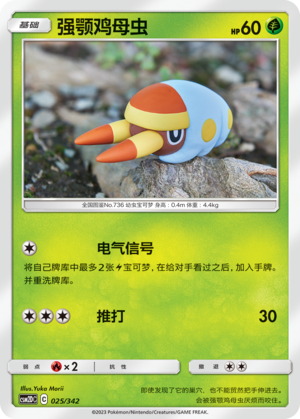 基础 强颚鸡母虫 HP60
全国图鉴No.736 幼虫宝可梦 身高：0.4m 体重：4.4kg
电气信号
将自己牌库中最多2张宝可梦，在给对手看过之后，加入手牌。
并重洗牌库。
推打 30
弱点 ×2 抗性 撤退
Illus.Yuka Morii
CSM2DC C 025/342
即使发现了它的巢穴，也不能贸然把手伸进去。
会被强颚鸡母虫厌烦而咬住。
©2023 Pokémon/Nintendo/Creatures/GAME FREAK.